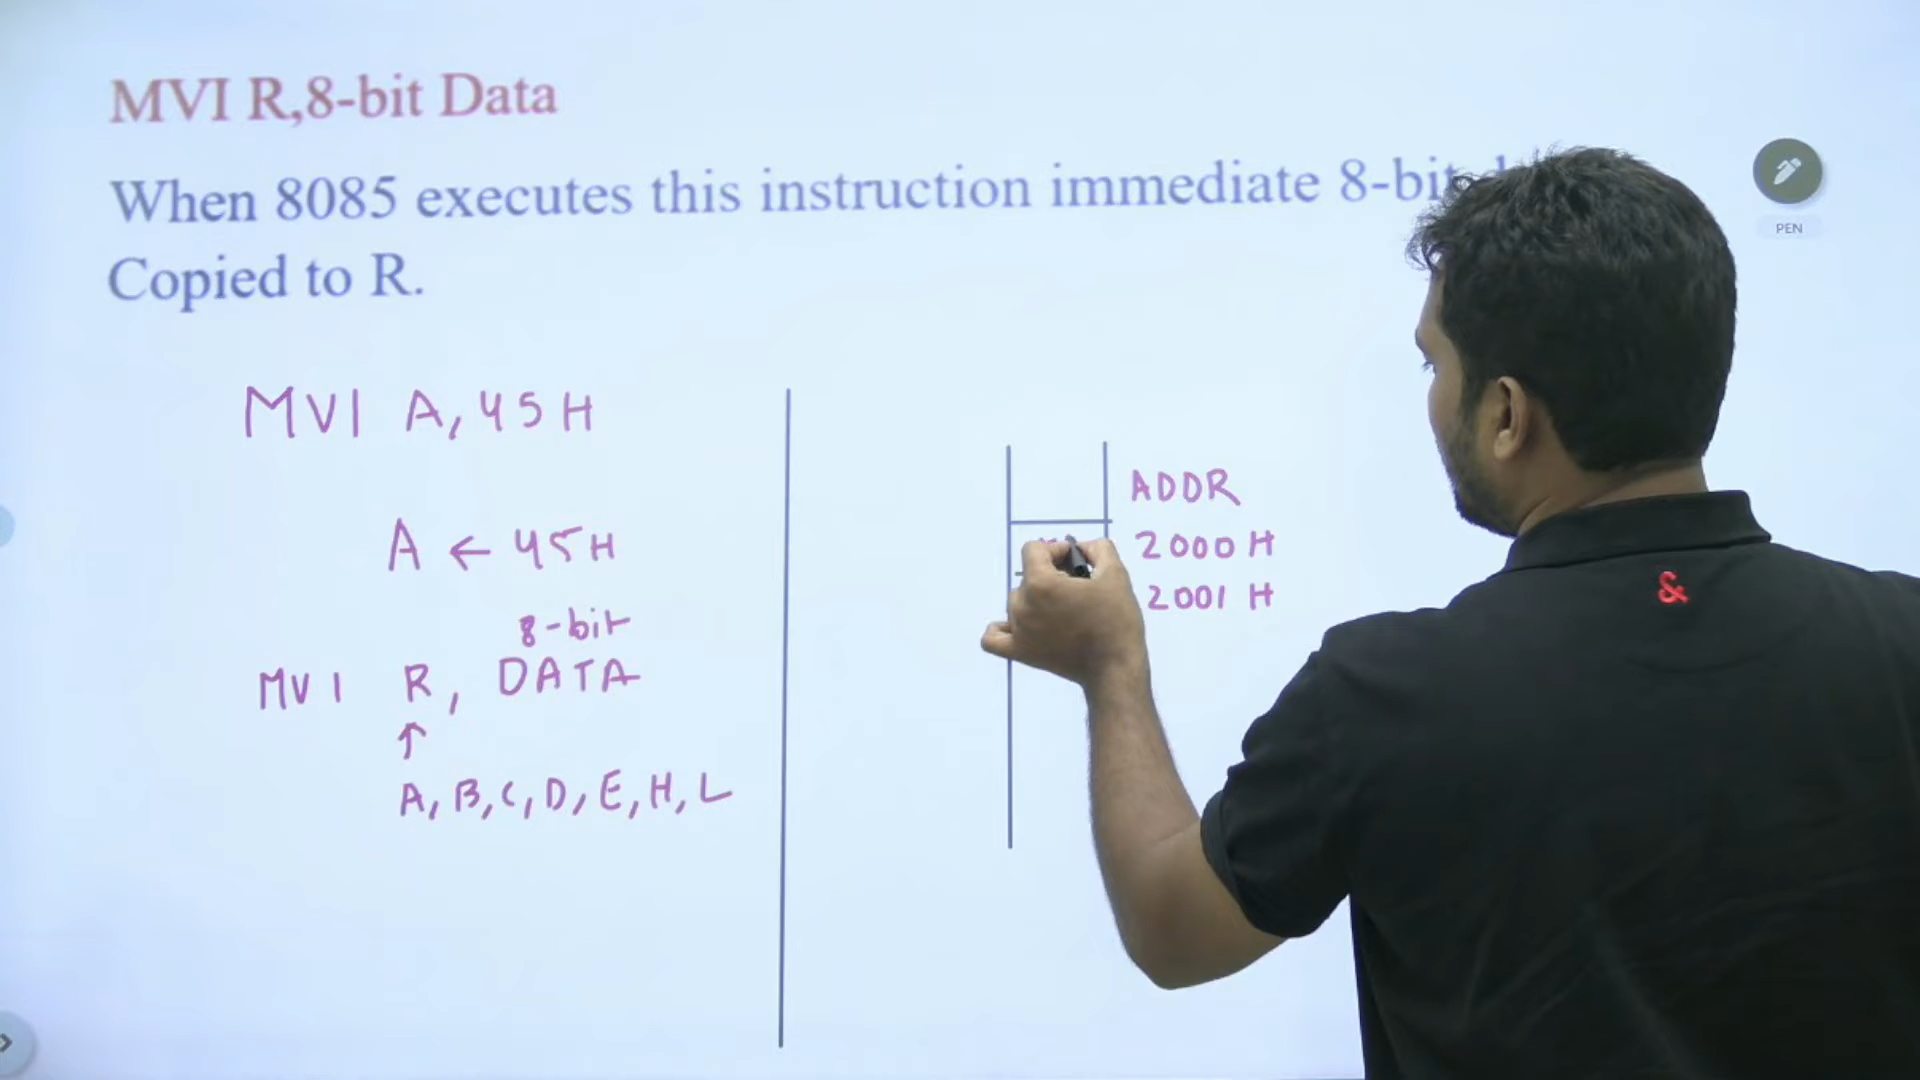 MVI R,8-bit Data
When 8085 executes this instruction immediate 8-bit
Copied to R.
PEN
MVI A, 45H
A ← 45H
8-bit
MVI R, DATA
↑
A, B, C, D, E, H, L
ADDR
2000 H
2001 H
&